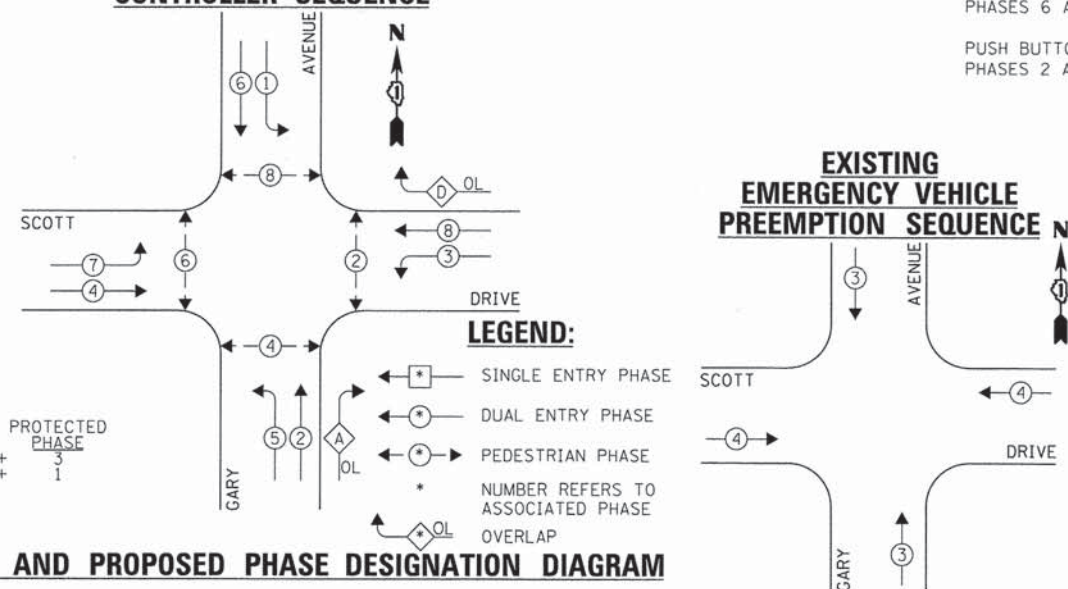 CONTROLLER SEQUENCE
PHASES 6 A
PUSH BUTTO
PHASES 2 A
AVENUE
N
6
1
8
D
OL
SCOTT
8
3
7
4
6
2
DRIVE
4
5
2
A
OL
GARY
PROTECTED
PHASE
+ 3
+ 1
LEGEND:
* SINGLE ENTRY PHASE
* DUAL ENTRY PHASE
* PEDESTRIAN PHASE
* NUMBER REFERS TO
ASSOCIATED PHASE
* OL OVERLAP
AND PROPOSED PHASE DESIGNATION DIAGRAM
EXISTING
EMERGENCY VEHICLE
PREEMPTION SEQUENCE
N
AVENUE
3
SCOTT
4
4
DRIVE
3
GARY